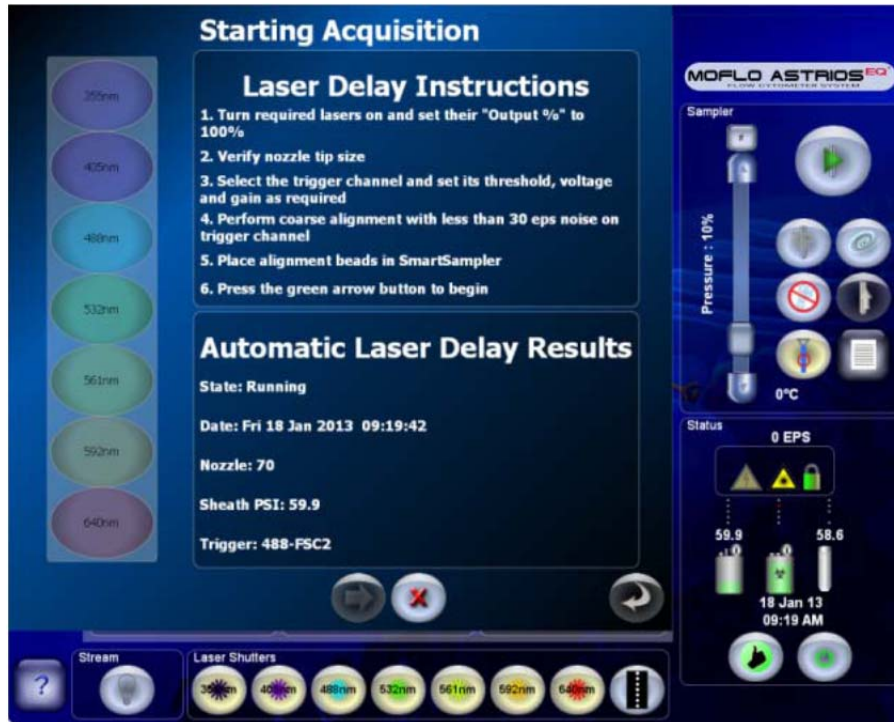 Starting Acquisition
355nm
405nm
488nm
532nm
561nm
592nm
640nm
Laser Delay Instructions
1. Turn required lasers on and set their "Output %" to
100%
2. Verify nozzle tip size
3. Select the trigger channel and set its threshold, voltage
and gain as required
4. Perform coarse alignment with less than 30 eps noise on
trigger channel
5. Place alignment beads in SmartSampler
6. Press the green arrow button to begin
Automatic Laser Delay Results
State: Running
Date: Fri 18 Jan 2013 09:19:42
Nozzle: 70
Sheath PSI: 59.9
Trigger: 488-FSC2
MOFLO ASTRIOS EQ
FLOW CYTOMETER SYSTEM
Sampler
Pressure : 10%
0°C
Status
0 EPS
59.9
58.6
18 Jan 13
09:19 AM
?
Stream
Laser Shutters
355nm
405nm
488nm
532nm
561nm
592nm
640nm